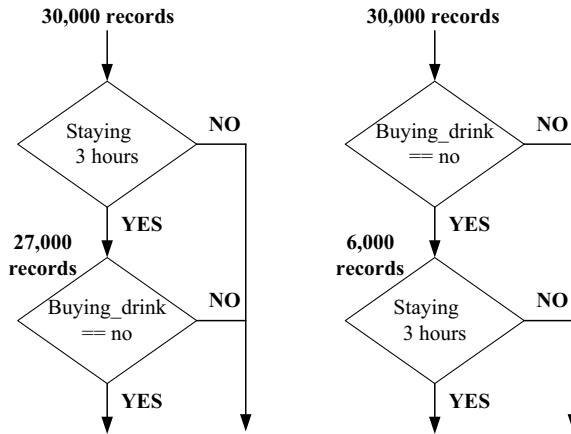 30,000 records
Staying
3 hours
NO
YES
27,000
records
Buying_drink
== no
NO
YES
30,000 records
Buying_drink
== no
NO
YES
6,000
records
Staying
3 hours
NO
YES